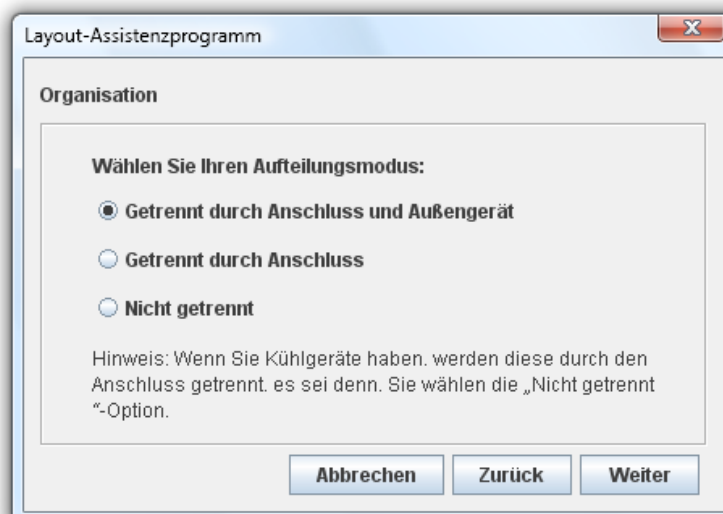 Layout-Assistenzprogramm
Organisation
Wählen Sie Ihren Aufteilungsmodus:
Getrennt durch Anschluss und Außengerät
Getrennt durch Anschluss
Nicht getrennt
Hinweis: Wenn Sie Kühlgeräte haben. werden diese durch den
Anschluss getrennt. es sei denn. Sie wählen die „Nicht getrennt
“-Option.
Abbrechen Zurück Weiter